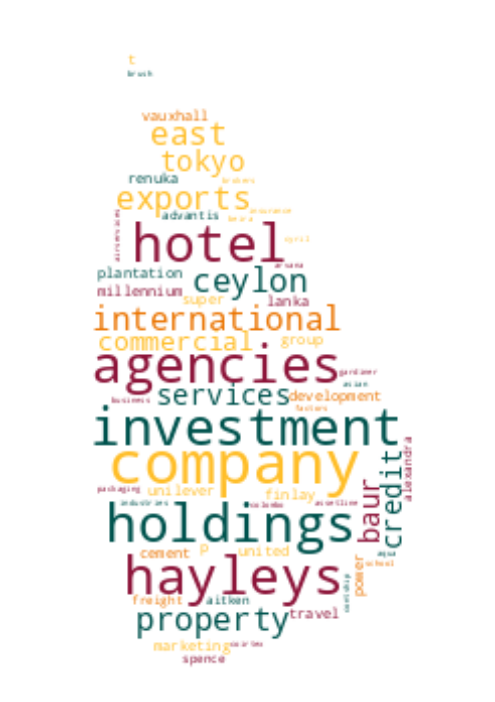 t
brush
vauxhall
east
tokyo
renuka
brokers
exports
insurance
advantis
beira
airservices
hotel
cyril
ariana
plantation
ceylon
millennium
super
lanka
international
commercial
group
agencies
gardiner
asian
services
development
business
factors
investment
company
credit
alexandra
baur
packaging
unilever
finlay
industries
colombo
assetline
holdings
cement
p
united
aqua
school
power
hayleys
freight
aitken
property
travel
marketing
spence